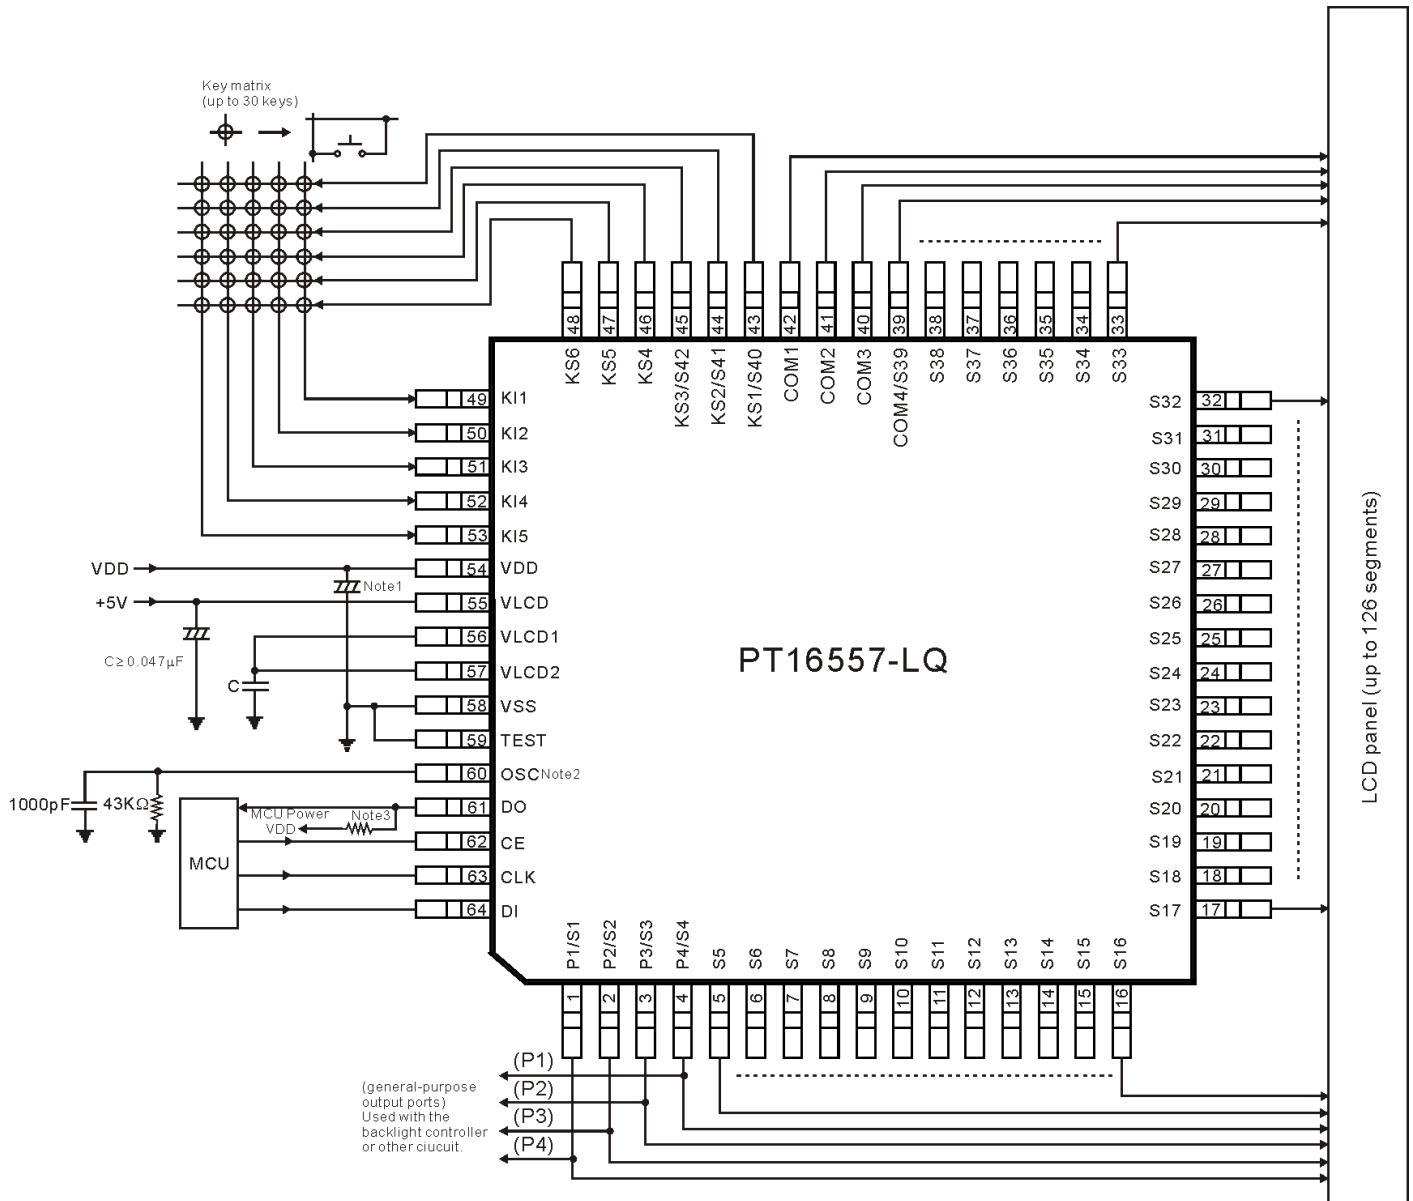 Key matrix
(up to 30 keys)
48
47
46
45
44
43
42
41
40
39
38
37
36
35
34
33
KS6
KS5
KS4
KS3/S42
KS2/S41
KS1/S40
COM1
COM2
COM3
COM4/S39
S38
S37
S36
S35
S34
S33
49 KI1
50 KI2
51 KI3
52 KI4
53 KI5
VDD 54 VDD
Note1
+5V 55 VLCD
56 VLCD1
C≥0.047µF
57 VLCD2
C
58 VSS
59 TEST
60 OSC Note2
1000pF 43KΩ
61 DO
MCU Power
VDD
Note3
62 CE
MCU
63 CLK
64 DI
PT16557-LQ
S32 32
S31 31
S30 30
S29 29
S28 28
S27 27
S26 26
S25 25
S24 24
S23 23
S22 22
S21 21
S20 20
S19 19
S18 18
S17 17
LCD panel (up to 126 segments)
P1/S1
P2/S2
P3/S3
P4/S4
S5
S6
S7
S8
S9
S10
S11
S12
S13
S14
S15
S16
1
2
3
4
5
6
7
8
9
10
11
12
13
14
15
16
(P1)
(P2)
(P3)
(P4)
(general-purpose
output ports)
Used with the
backlight controller
or other ciucuit.